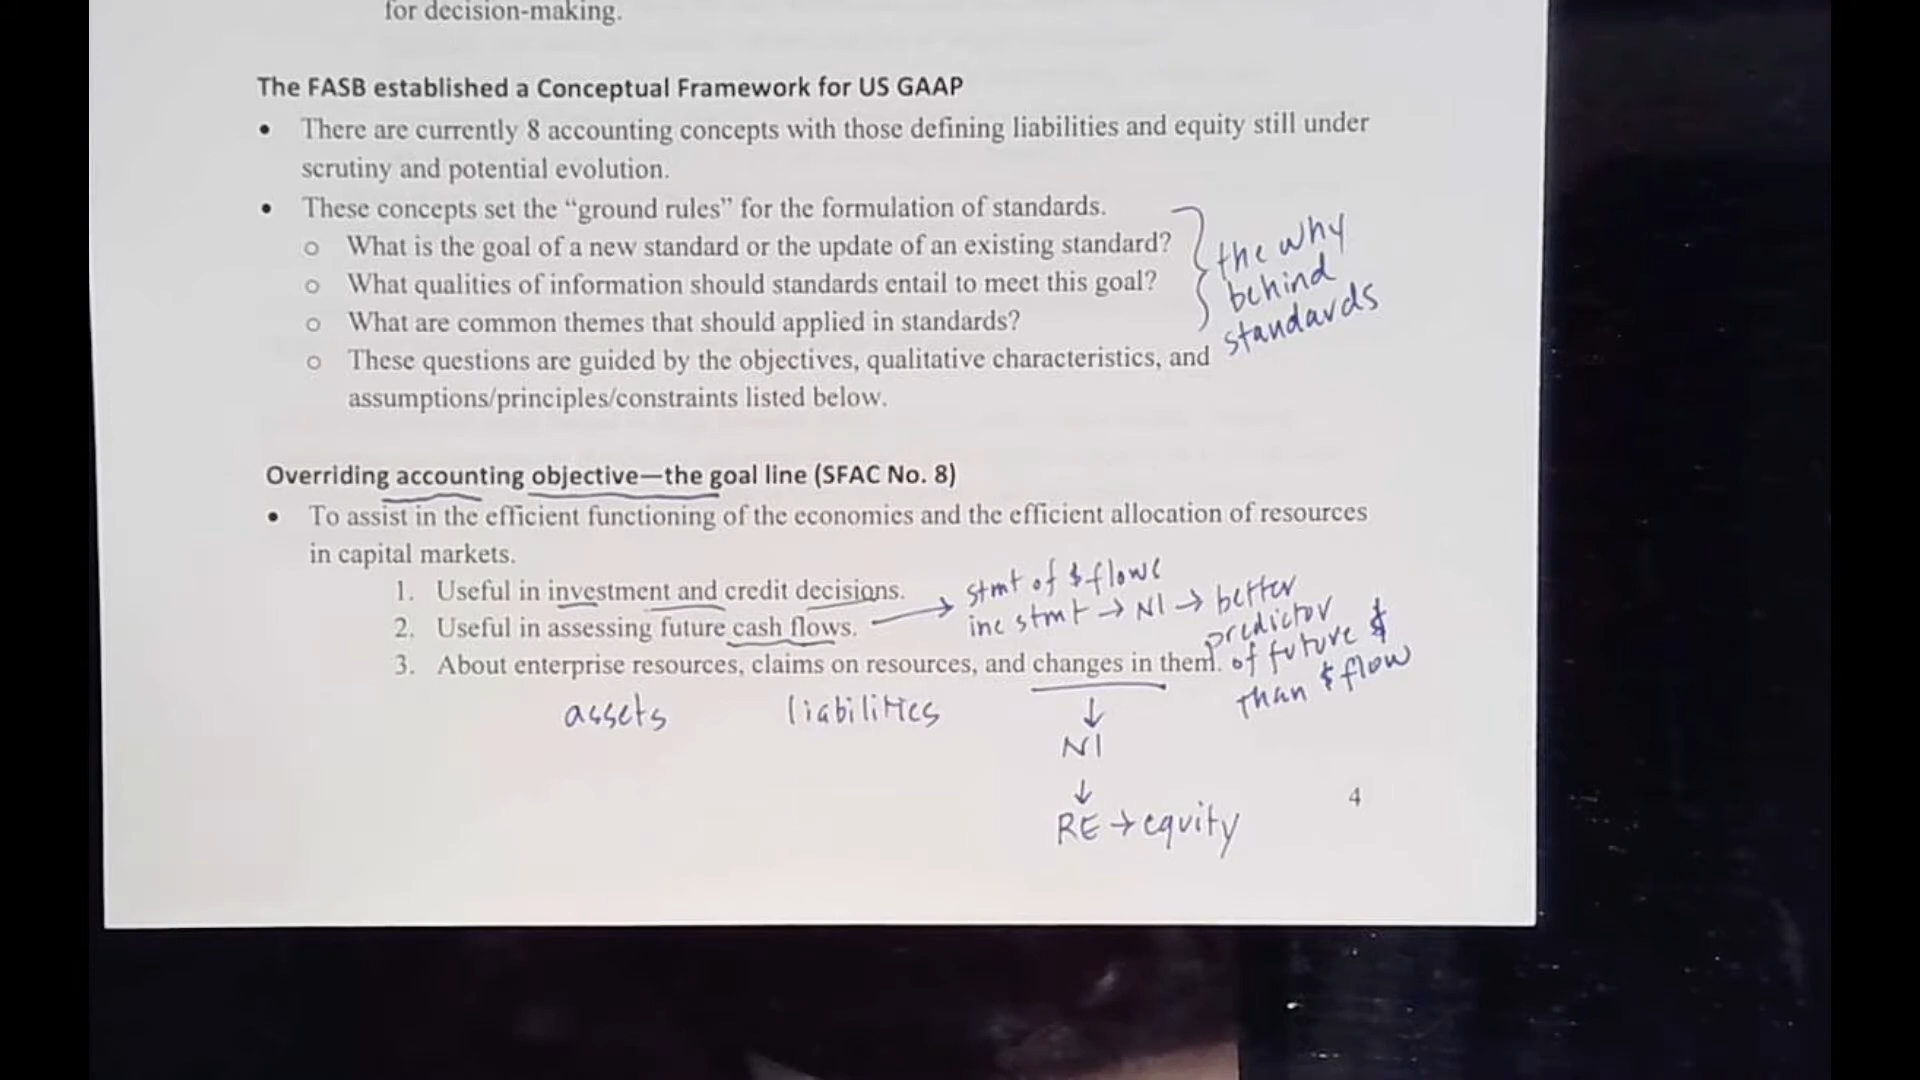 for decision-making.
The FASB established a Conceptual Framework for US GAAP
• There are currently 8 accounting concepts with those defining liabilities and equity still under
scrutiny and potential evolution.
• These concepts set the “ground rules” for the formulation of standards.
o What is the goal of a new standard or the update of an existing standard?
o What qualities of information should standards entail to meet this goal?
o What are common themes that should applied in standards?
o These questions are guided by the objectives, qualitative characteristics, and
assumptions/principles/constraints listed below.
the why
behind
standards
Overriding accounting objective—the goal line (SFAC No. 8)
• To assist in the efficient functioning of the economies and the efficient allocation of resources
in capital markets.
1. Useful in investment and credit decisions.
2. Useful in assessing future cash flows.
3. About enterprise resources, claims on resources, and changes in them.
→ stmt of $ flows
inc stmt → NI → better
predictor
of future $
than $ flow
assets liabilities ↓
NI
↓
RE → equity
4